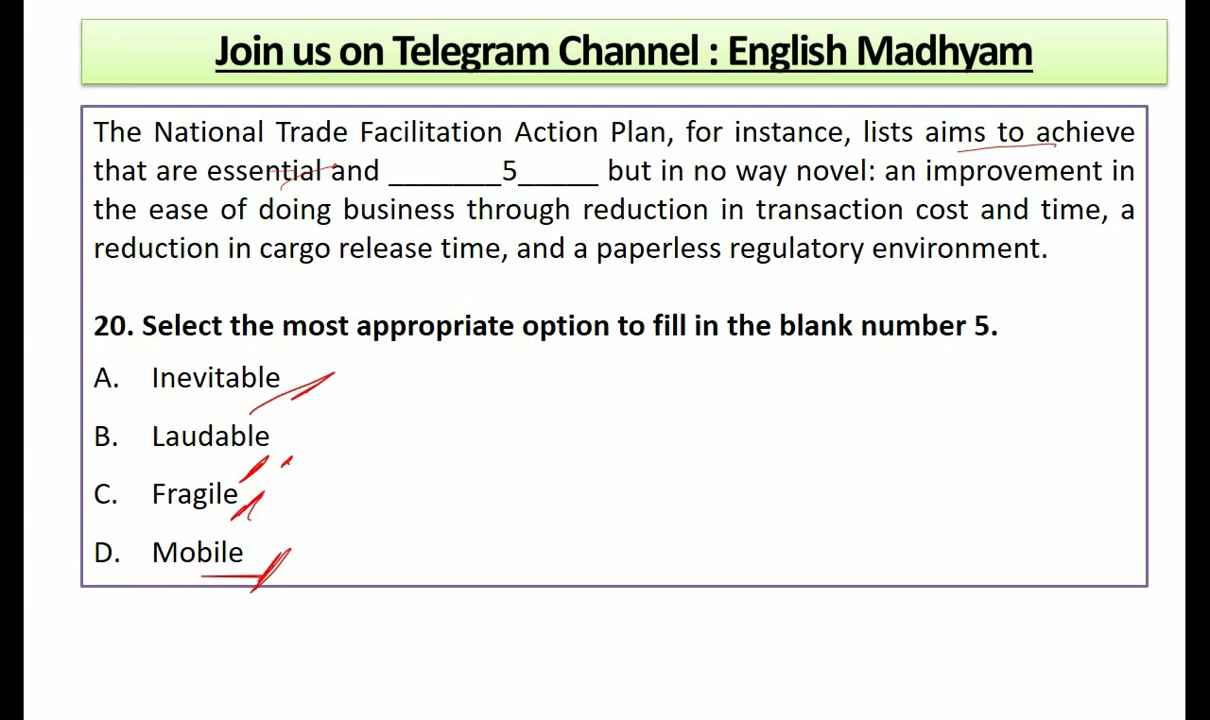 Join us on Telegram Channel : English Madhyam
The National Trade Facilitation Action Plan, for instance, lists aims to achieve
that are essential and _______5_____ but in no way novel: an improvement in
the ease of doing business through reduction in transaction cost and time, a
reduction in cargo release time, and a paperless regulatory environment.
20. Select the most appropriate option to fill in the blank number 5.
A. Inevitable
B. Laudable
C. Fragile
D. Mobile